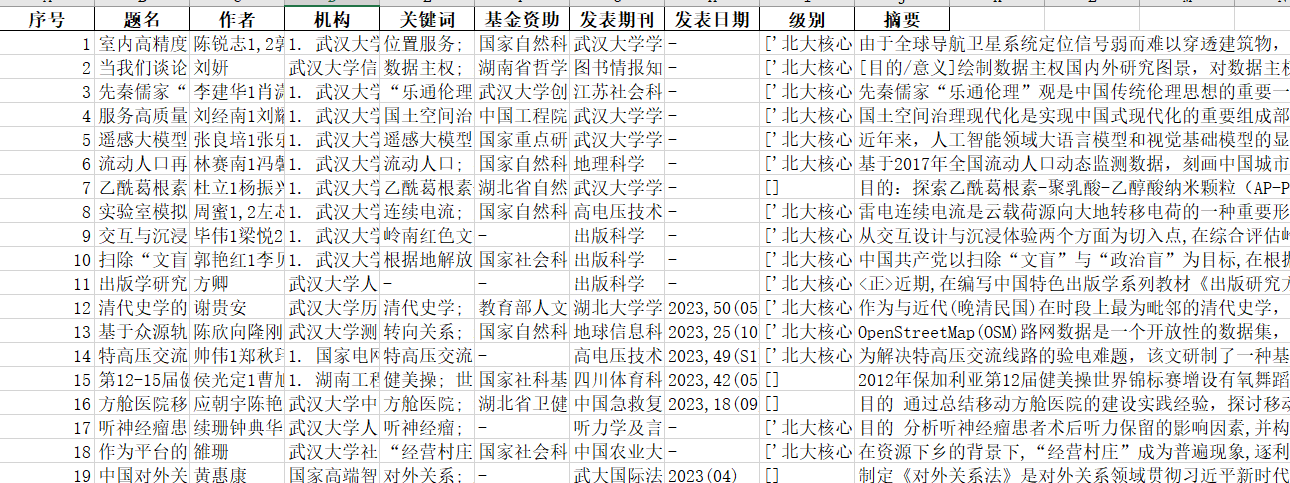 序号 题名 作者 机构 关键词 基金资助 发表期刊 发表日期 级别 摘要
1 室内高精度 陈锐志1,2郭 1. 武汉大学 位置服务; 国家自然科 武汉大学学 - ['北大核心 由于全球导航卫星系统定位信号弱而难以穿透建筑物,
2 当我们谈论 刘妍 武汉大学信 数据主权; 湖南省哲学 图书情报知 - ['北大核心 [目的/意义]绘制数据主权国内外研究图景, 对数据主
3 先秦儒家“ 李建华1肖潇 1. 武汉大学 “乐通伦理 武汉大学创 江苏社会科 - ['北大核心 先秦儒家“乐通伦理”观是中国传统伦理思想的重要一
4 服务高质量 刘经南1刘耀 1. 武汉大学 国土空间治 中国工程院 武汉大学学 - ['北大核心 国土空间治理现代化是实现中国式现代化的重要组成部
5 遥感大模型 张良培1张乐 1. 武汉大学 遥感大模型 国家重点研 武汉大学学 - ['北大核心 近年来, 人工智能领域大语言模型和视觉基础模型的显
6 流动人口再 林赛南1冯馨 1. 武汉大学 流动人口; 国家自然科 地理科学 - ['北大核心 基于2017年全国流动人口动态监测数据, 刻画中国城市
7 乙酰葛根素 杜立1杨振兴 1. 武汉大学 乙酰葛根素 湖北省自然 武汉大学学 - [] 目的: 探索乙酰葛根素-聚乳酸-乙醇酸纳米颗粒 (AP-P
8 实验室模拟 周蜜1,2左志 1. 武汉大学 连续电流; 国家自然科 高电压技术 - ['北大核心 雷电连续电流是云载荷源向大地转移电荷的一种重要形
9 交互与沉浸 毕伟1梁悦2 1. 武汉大学 岭南红色文 - 出版科学 - ['北大核心 从交互设计与沉浸体验两个方面为切入点,在综合评估岭
10 扫除“文盲 郭艳红1李见 1. 武汉大学 根据地解放 国家社会科 出版科学 - ['北大核心 中国共产党以扫除“文盲”与“政治盲”为目标,在根据
11 出版学研究 方卿 武汉大学人 - - 出版科学 - ['北大核心 <正>近期,在编写中国特色出版学系列教材《出版研究方
12 清代史学的 谢贵安 武汉大学历 清代史学; 教育部人文 湖北大学学 2023,50(05 ['北大核心 作为与近代(晚清民国)在时段上最为毗邻的清代史学,
13 基于众源轨 陈欣向隆刚 武汉大学测 转向关系; 国家自然科 地球信息科 2023,25(10 ['北大核心 OpenStreetMap(OSM)路网数据是一个开放性的数据集,
14 特高压交流 帅伟1郑秋玮 1. 国家电网 特高压交流 - 高电压技术 2023,49(S1 ['北大核心 为解决特高压交流线路的验电难题, 该文研制了一种基
15 第12-15届健 侯光定1曹旭 1. 湖南工程 健美操; 世 国家社科基 四川体育科 2023,42(05 [] 2012年保加利亚第12届健美操世界锦标赛增设有氧舞蹈
16 方舱医院移 应朝宇陈艳 武汉大学中 方舱医院; 湖北省卫健 中国急救复 2023,18(09 [] 目的 通过总结移动方舱医院的建设实践经验, 探讨移动
17 听神经瘤患 续珊钟典华 武汉大学人 听神经瘤; - 听力学及言 - ['北大核心 目的 分析听神经瘤患者术后听力保留的影响因素,并构
18 作为平台的 雒珊 武汉大学社 “经营村庄 国家社会科 中国农业大 - ['北大核心 在资源下乡的背景下, “经营村庄”成为普遍现象,逐利
19 中国对外关 黄惠康 国家高端智 对外关系; - 武大国际法 2023(04) [] 制定《对外关系法》是对外关系领域贯彻习近平新时代